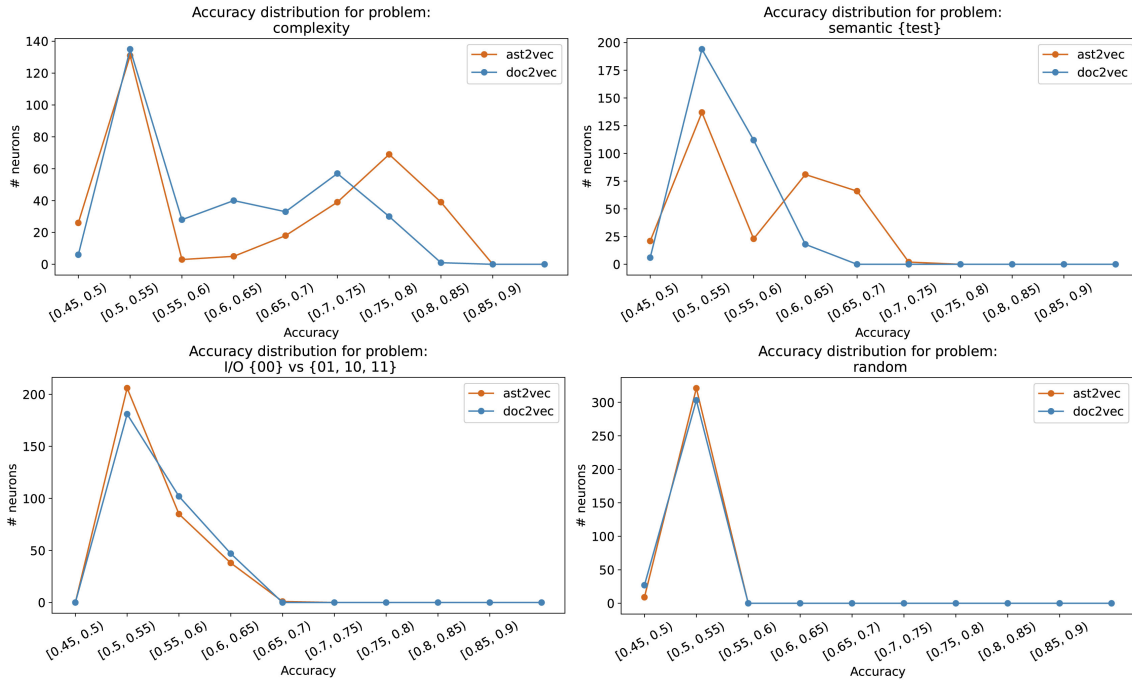 Accuracy distribution for problem:
complexity
# neurons
140
120
100
80
60
40
20
0
ast2vec
doc2vec
[0.45, 0.5)
[0.5, 0.55)
[0.55, 0.6)
[0.6, 0.65)
[0.65, 0.7)
[0.7, 0.75)
[0.75, 0.8)
[0.8, 0.85)
[0.85, 0.9)
Accuracy
Accuracy distribution for problem:
semantic {test}
# neurons
200
175
150
125
100
75
50
25
0
ast2vec
doc2vec
[0.45, 0.5)
[0.5, 0.55)
[0.55, 0.6)
[0.6, 0.65)
[0.65, 0.7)
[0.7, 0.75)
[0.75, 0.8)
[0.8, 0.85)
[0.85, 0.9)
Accuracy
Accuracy distribution for problem:
I/O {00} vs {01, 10, 11}
# neurons
200
150
100
50
0
ast2vec
doc2vec
[0.45, 0.5)
[0.5, 0.55)
[0.55, 0.6)
[0.6, 0.65)
[0.65, 0.7)
[0.7, 0.75)
[0.75, 0.8)
[0.8, 0.85)
[0.85, 0.9)
Accuracy
Accuracy distribution for problem:
random
# neurons
300
250
200
150
100
50
0
ast2vec
doc2vec
[0.45, 0.5)
[0.5, 0.55)
[0.55, 0.6)
[0.6, 0.65)
[0.65, 0.7)
[0.7, 0.75)
[0.75, 0.8)
[0.8, 0.85)
[0.85, 0.9)
Accuracy